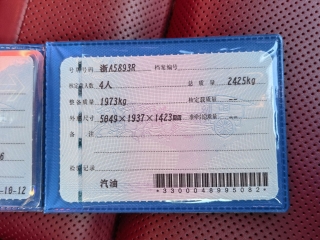 号牌号码 浙A5893R 档案编号
核定载人数 4人 总质量 2425kg
整备质量 1973kg 核定载质量 --
外廓尺寸 5049×1937×1423mm 准牵引总质量 --
备注
检验记录
汽油
*3300048995082*
6
-10-12